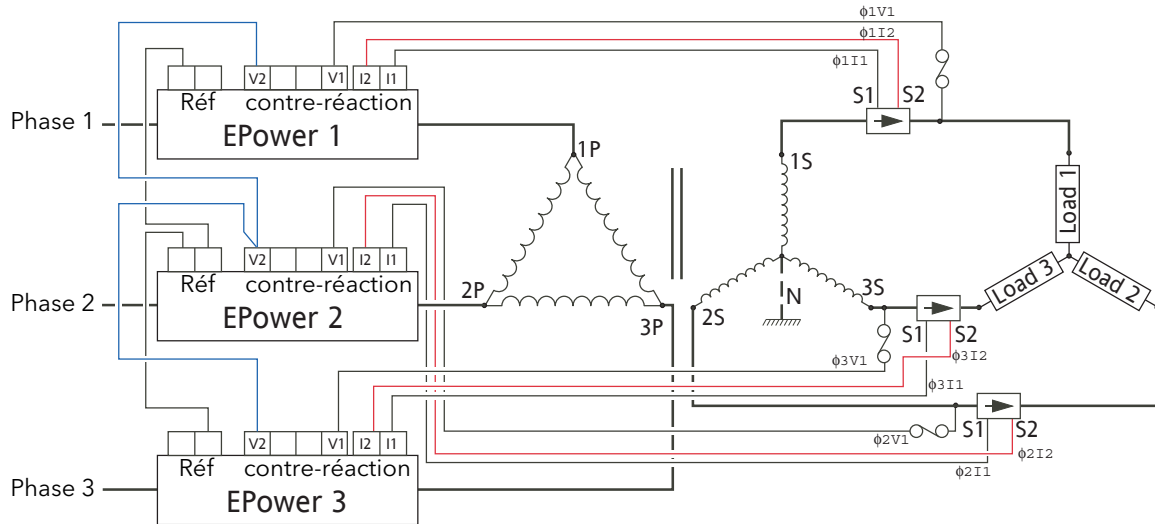 ϕ1V1
ϕ1I2
ϕ1I1
V2 V1 I2 I1
S1 S2
Réf contre-réaction
Phase 1
EPower 1
1P
1S
Load 1
V2 V1 I2 I1
Load 3
Load 2
Réf contre-réaction
2P
3S
N
Phase 2
EPower 2
3P
2S
S1 S2
ϕ3V1
ϕ3I2
ϕ3I1
V2 V1 I2 I1
S1 S2
ϕ2V1
ϕ2I2
Réf contre-réaction
ϕ2I1
Phase 3
EPower 3